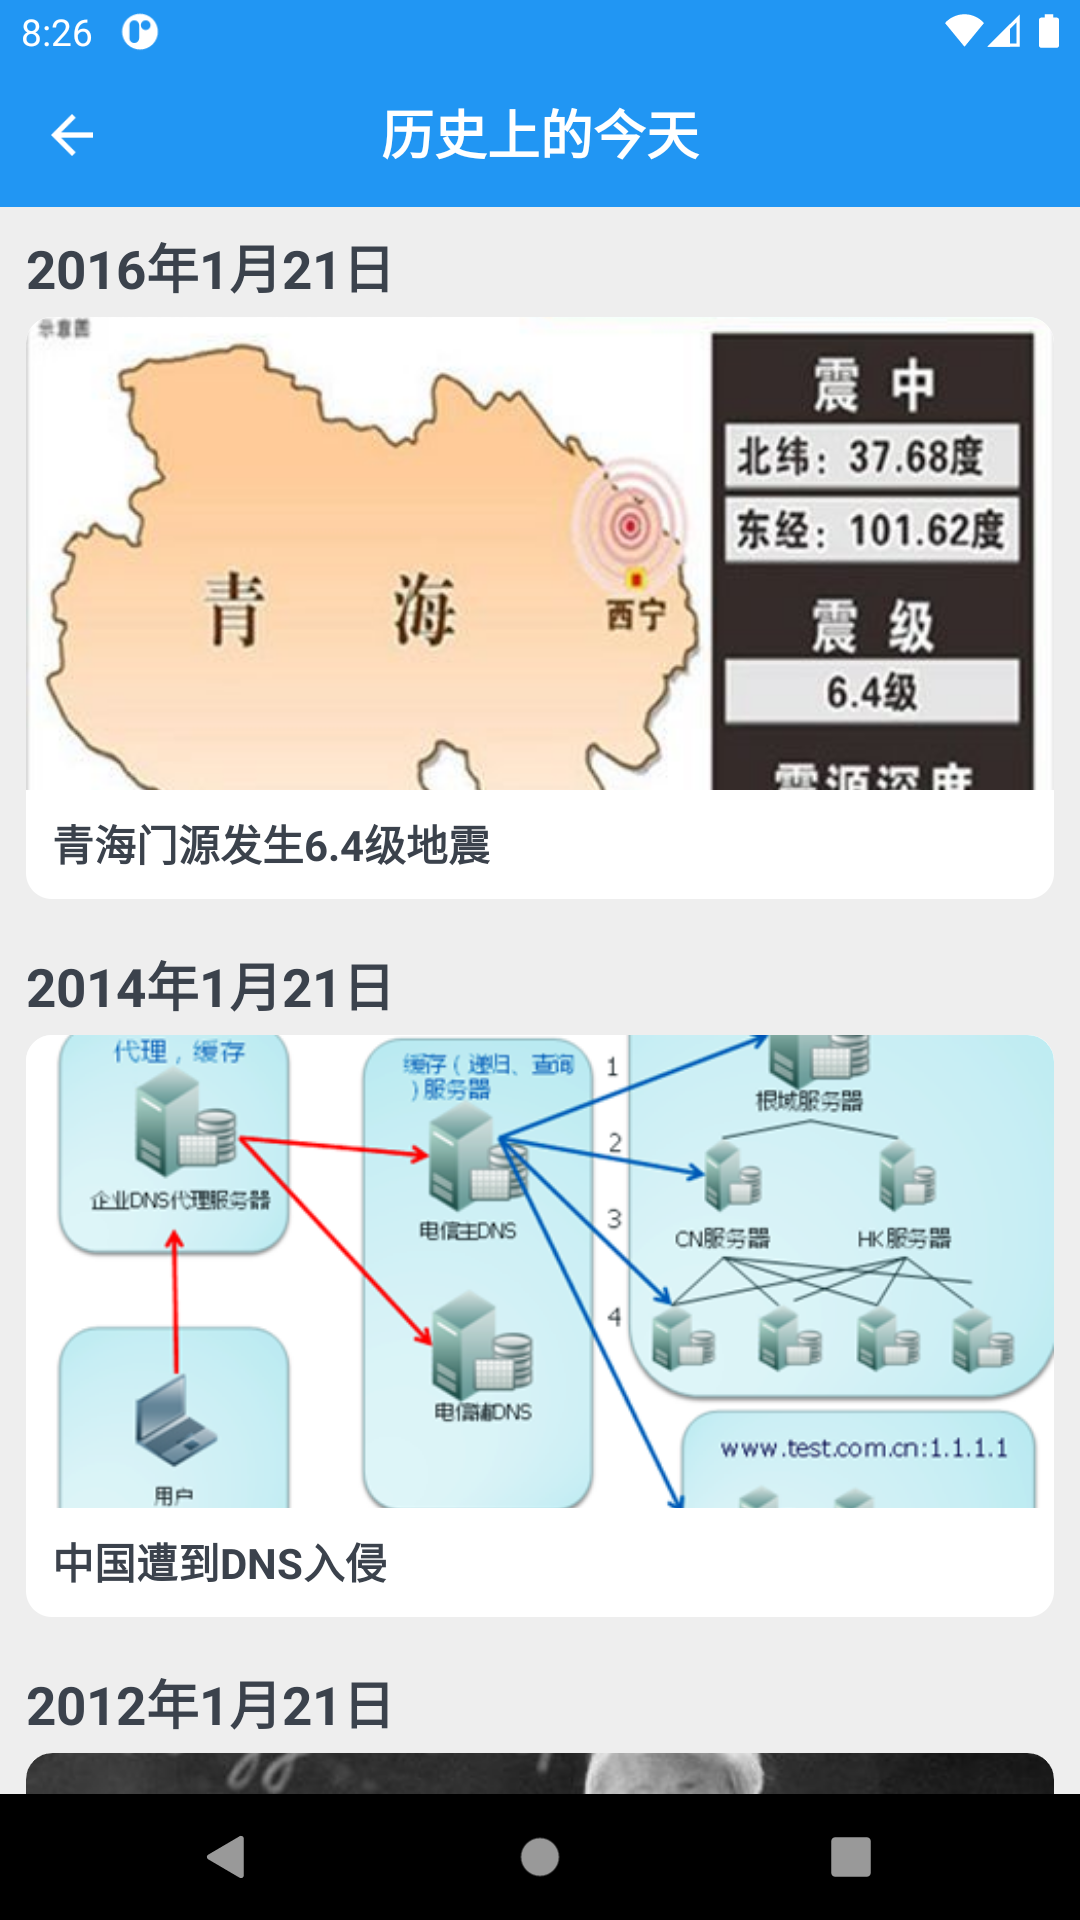 8:26
历史上的今天
2016年1月21日
示意图
震 中
北纬：37.68度
东经：101.62度
青 海
西宁
震 级
6.4级
震源深度
青海门源发生6.4级地震
2014年1月21日
代理，缓存
缓存（递归、查询
）服务器
1
根域服务器
2
企业DNS代理服务器
电信主DNS
3
CN服务器
HK服务器
4
电信辅DNS
www.test.com.cn:1.1.1.1
用户
中国遭到DNS入侵
2012年1月21日